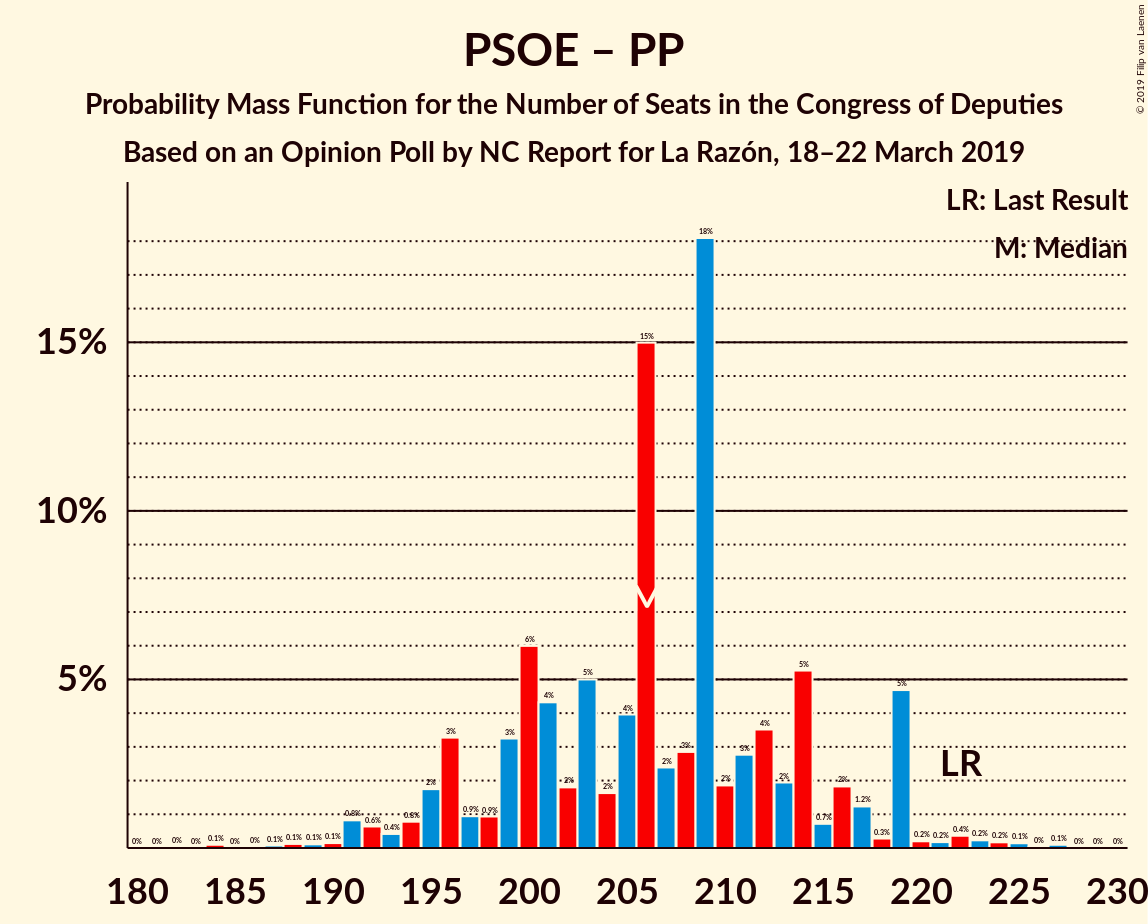 PSOE – PP
Probability Mass Function for the Number of Seats in the Congress of Deputies
Based on an Opinion Poll by NC Report for La Razón, 18–22 March 2019
© 2019 Filip van Laenen
LR: Last Result
M: Median
15%
10%
5%
0% 0% 0% 0% 0.1% 0% 0% 0.1% 0.1% 0.1% 0.1% 0.8% 0.6% 0.4% 0.8% 2% 3% 0.9% 0.9% 3% 6% 4% 2% 5% 2% 4% 15% 2% 3% 18% 2% 3% 4% 2% 5% 0.7% 2% 1.2% 0.3% 5% 0.2% 0.2% 0.4% 0.2% 0.2% 0.1% 0% 0.1% 0% 0% 0%
M
LR
180 185 190 195 200 205 210 215 220 225 230